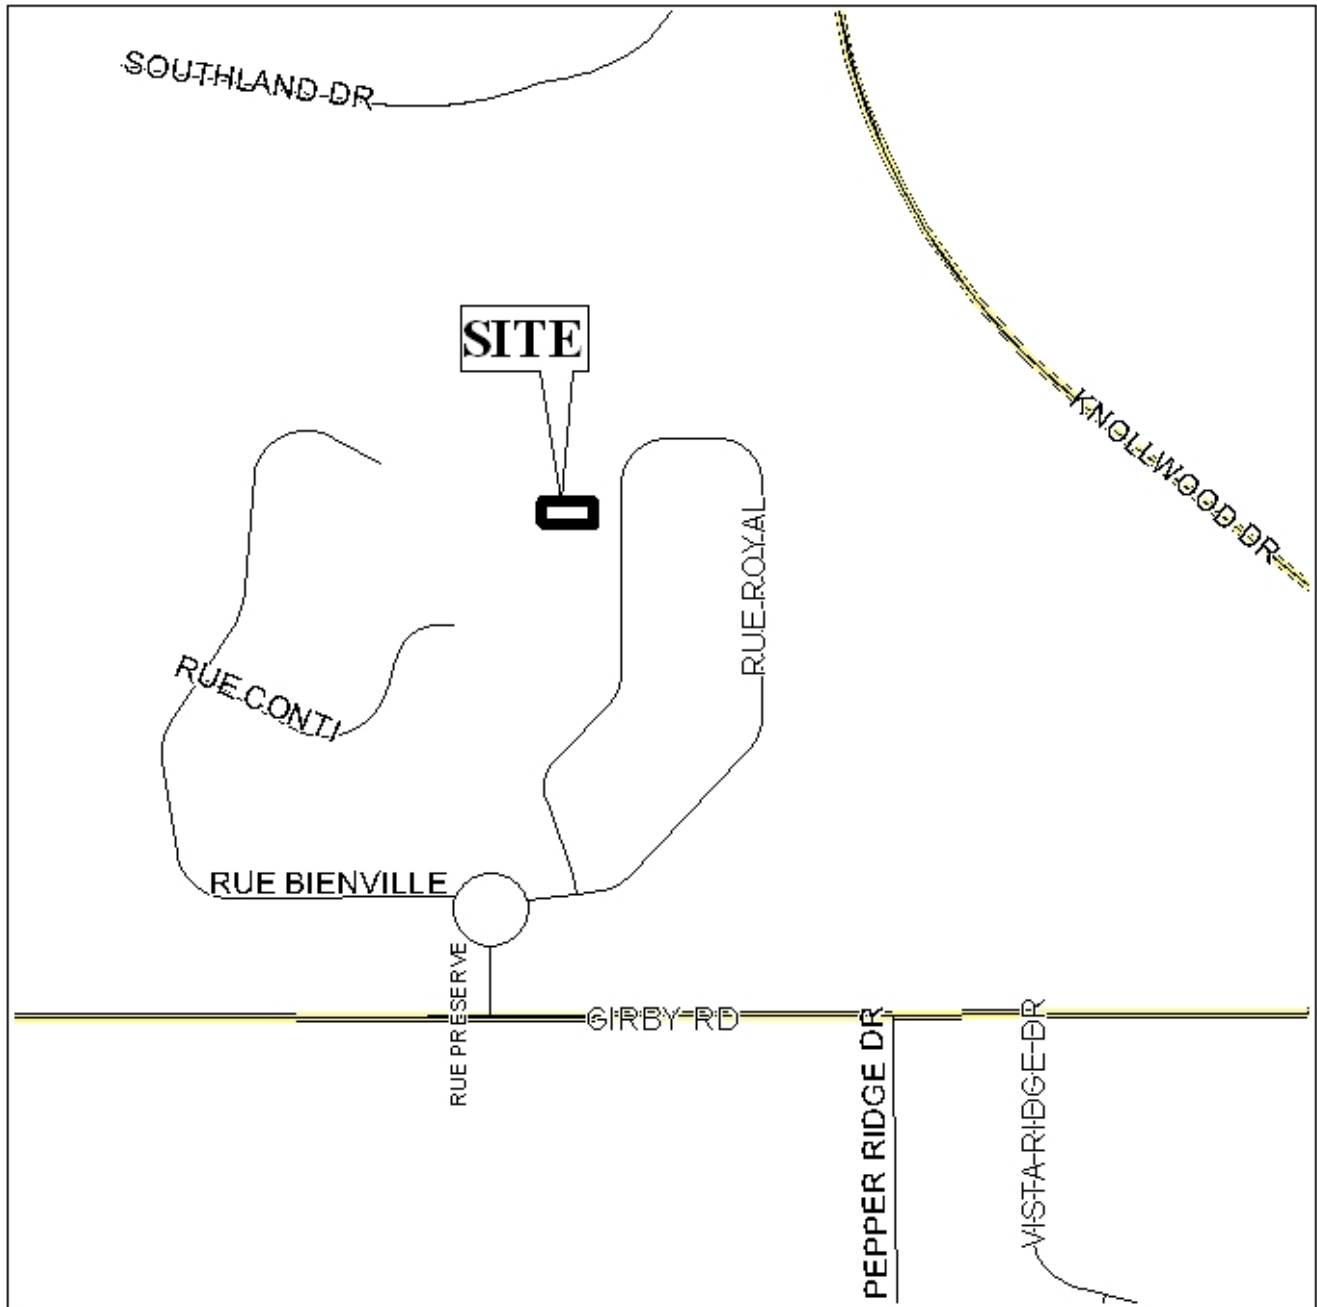 SOUTHLAND DR
SITE
KNOLLWOOD DR
RUE ROYAL
RUE CONTI
RUE BIENVILLE
RUE PRESERVE
GIRBY RD
PEPPER RIDGE DR
VISTA RIDGE DR